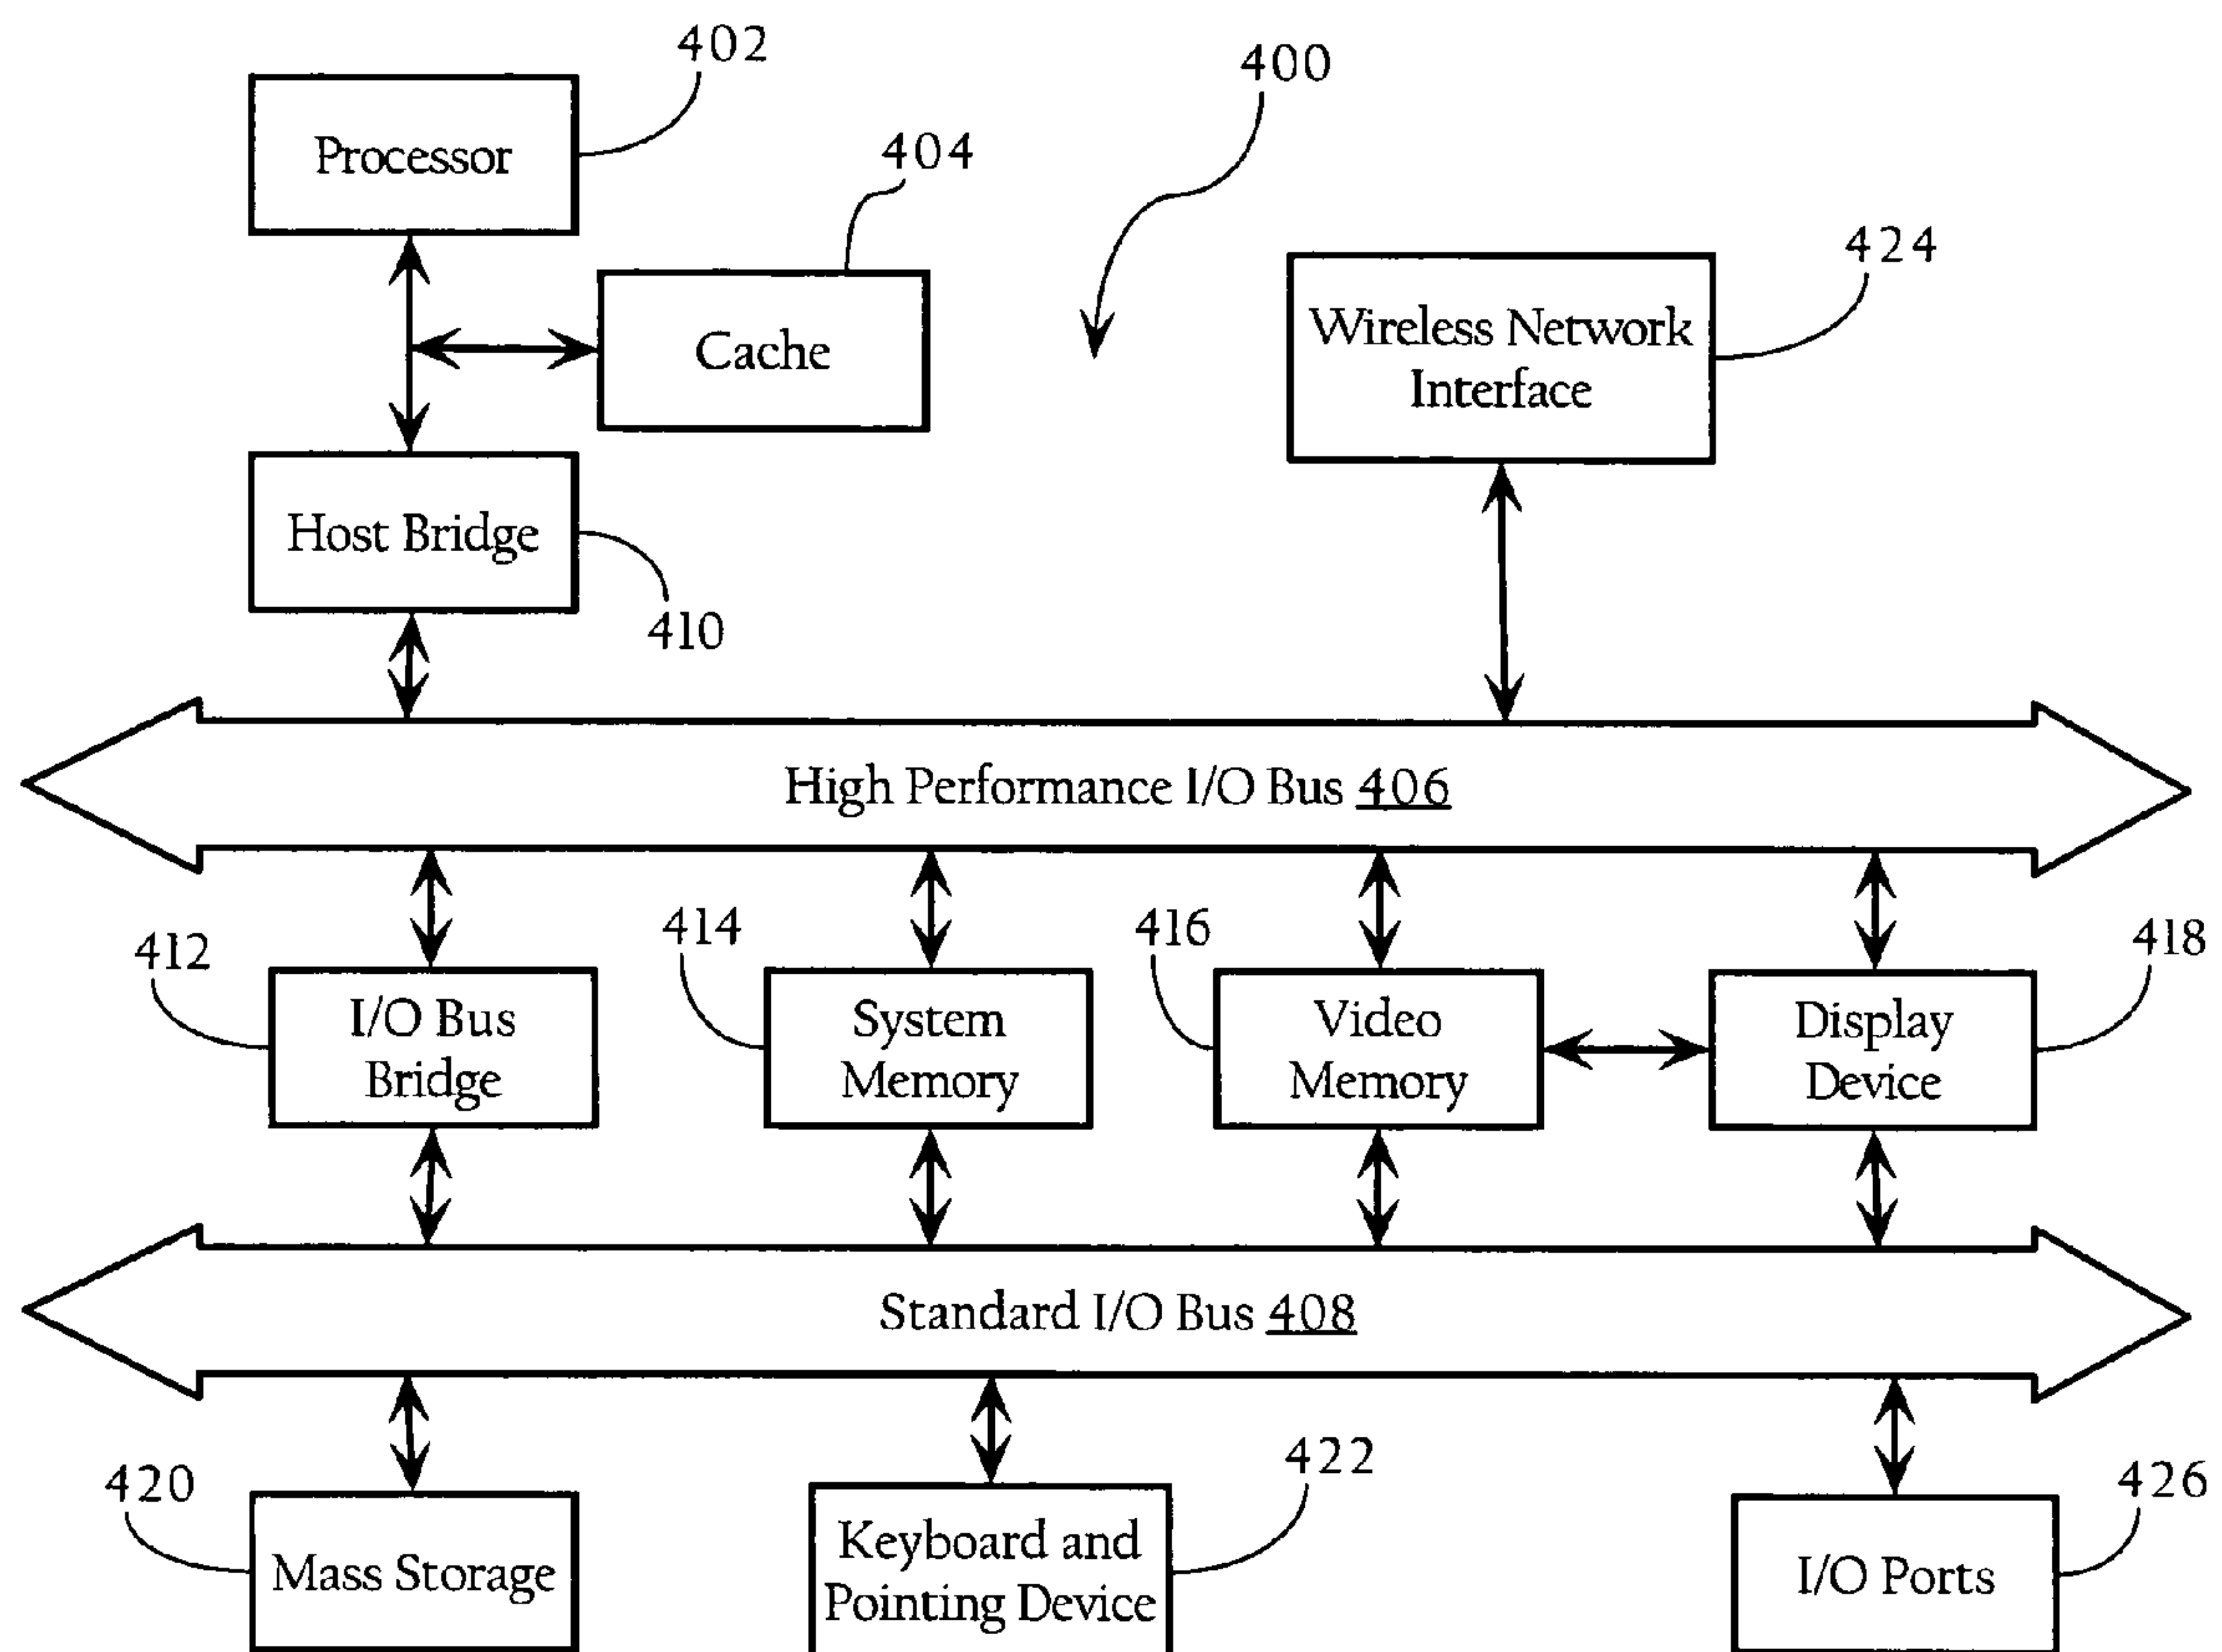 402
400
Processor
404
424
Cache
Wireless Network
Interface
Host Bridge
410
High Performance I/O Bus 406
412
414
416
418
I/O Bus
Bridge
System
Memory
Video
Memory
Display
Device
Standard I/O Bus 408
420
422
426
Mass Storage
Keyboard and
Pointing Device
I/O Ports